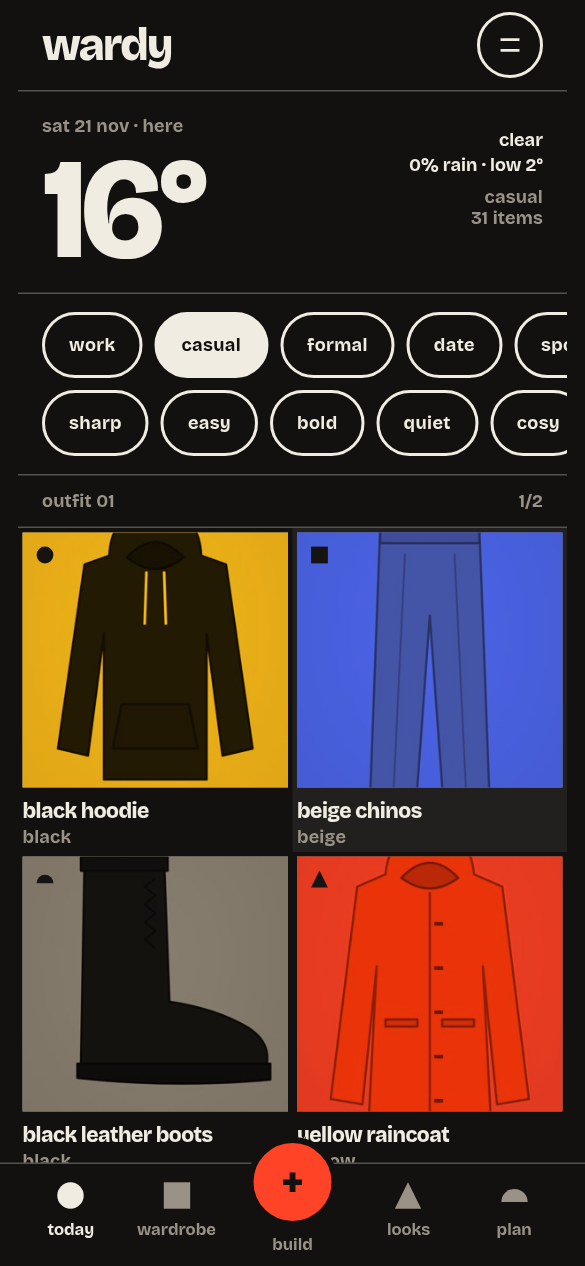 wardy
sat 21 nov · here
16°
clear
0% rain · low 2°
casual
31 items
work
casual
formal
date
spo
sharp
easy
bold
quiet
cosy
outfit 01
1/2
black hoodie
black
beige chinos
beige
black leather boots
black
yellow raincoat
today
wardrobe
+
build
looks
plan